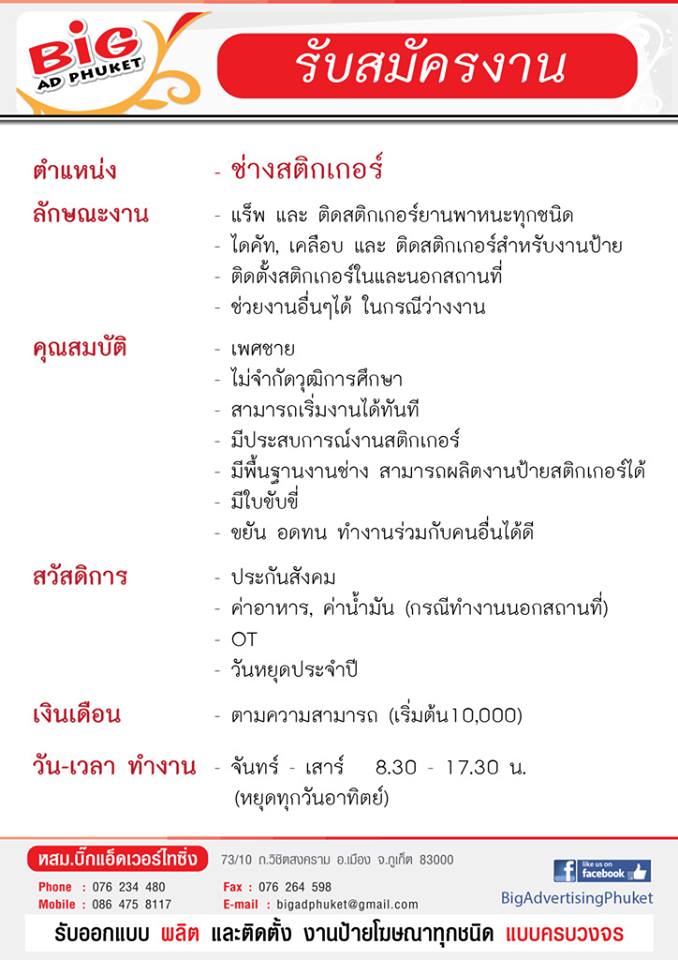 BiG
AD PHUKET
รับสมัครงาน
ตำแหน่ง - ช่างสติกเกอร์
ลักษณะงาน - แร็พ และ ติดสติกเกอร์ยานพาหนะทุกชนิด
- ไดคัท, เคลือบ และ ติดสติกเกอร์สำหรับงานป้าย
- ติดตั้งสติกเกอร์ในและนอกสถานที่
- ช่วยงานอื่นๆได้ ในกรณีว่างงาน
คุณสมบัติ - เพศชาย
- ไม่จำกัดวุฒิการศึกษา
- สามารถเริ่มงานได้ทันที
- มีประสบการณ์งานสติกเกอร์
- มีพื้นฐานงานช่าง สามารถผลิตงานป้ายสติกเกอร์ได้
- มีใบขับขี่
- ขยัน อดทน ทำงานร่วมกับคนอื่นได้ดี
สวัสดิการ - ประกันสังคม
- ค่าอาหาร, ค่าน้ำมัน (กรณีทำงานนอกสถานที่)
- OT
- วันหยุดประจำปี
เงินเดือน - ตามความสามารถ (เริ่มต้น10,000)
วัน-เวลา ทำงาน - จันทร์ - เสาร์ 8.30 - 17.30 น.
(หยุดทุกวันอาทิตย์)
หสม.บิ๊กแอ็ดเวอร์ไทซิ่ง 73/10 ถ.วิชิตสงคราม อ.เมือง จ.ภูเก็ต 83000
Phone : 076 234 480 Fax : 076 264 598
Mobile : 086 475 8117 E-mail : bigadphuket@gmail.com
f like us on facebook
BigAdvertisingPhuket
รับออกแบบ ผลิต และติดตั้ง งานป้ายโฆษณาทุกชนิด แบบครบวงจร